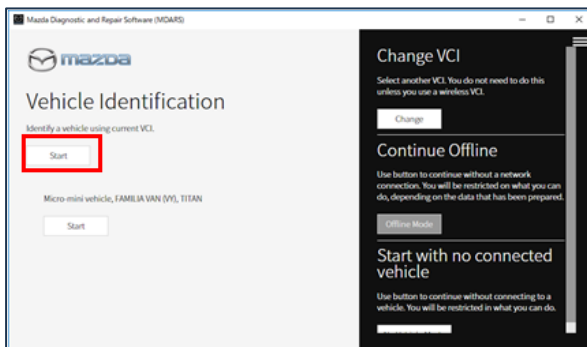 Mazda Diagnostic and Repair Software (MDARS)
mazda
Vehicle Identification
Identify a vehicle using current VCI.
Start
Micro-mini vehicle, FAMILIA VAN (VY), TITAN
Start
Change VCI
Select another VCI. You do not need to do this
unless you use a wireless VCI.
Change
Continue Offline
Use button to continue without a network
connection. You will be restricted on what you can
do, depending on the data that has been prepared.
Offline Mode
Start with no connected
vehicle
Use button to continue without connecting to a
vehicle. You will be restricted in what you can do.